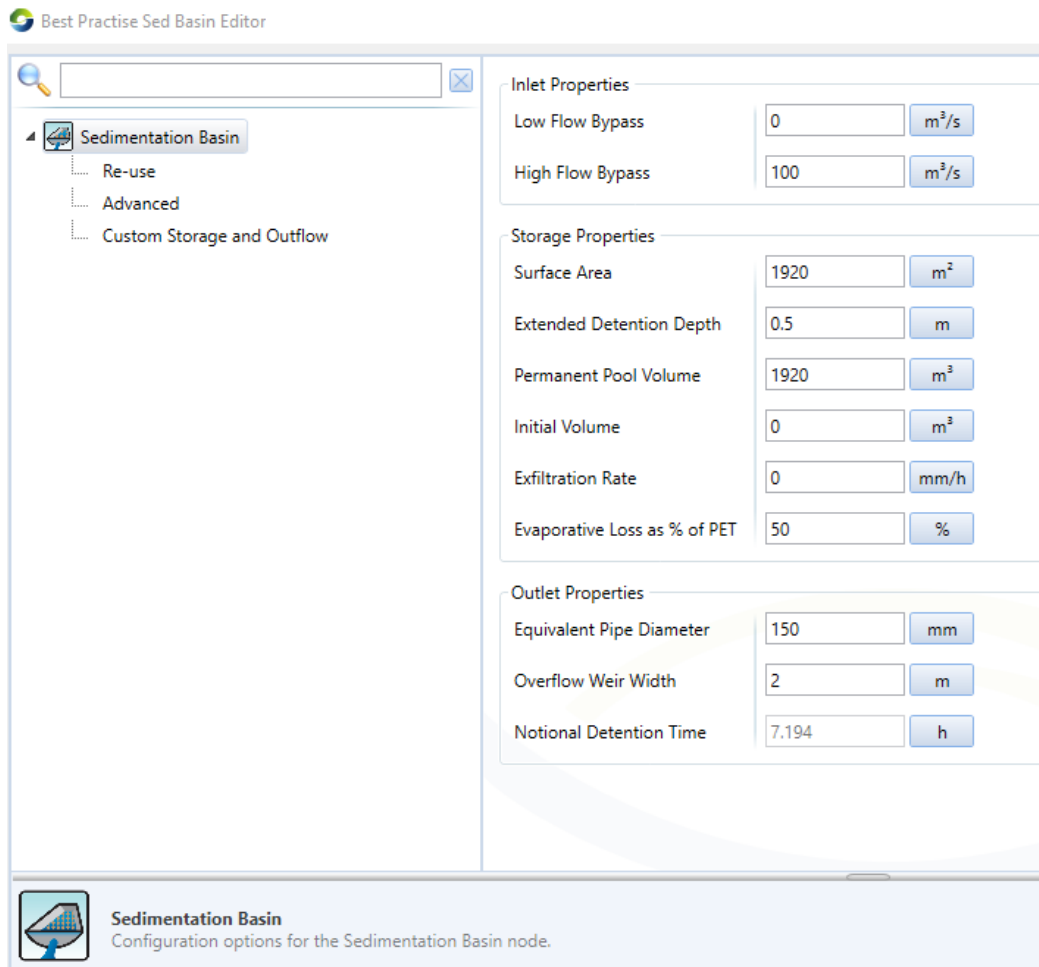 Best Practise Sed Basin Editor
Sedimentation Basin
Re-use
Advanced
Custom Storage and Outflow
Inlet Properties
Low Flow Bypass 0 m³/s
High Flow Bypass 100 m³/s
Storage Properties
Surface Area 1920 m²
Extended Detention Depth 0.5 m
Permanent Pool Volume 1920 m³
Initial Volume 0 m³
Exfiltration Rate 0 mm/h
Evaporative Loss as % of PET 50 %
Outlet Properties
Equivalent Pipe Diameter 150 mm
Overflow Weir Width 2 m
Notional Detention Time 7.194 h
Sedimentation Basin
Configuration options for the Sedimentation Basin node.